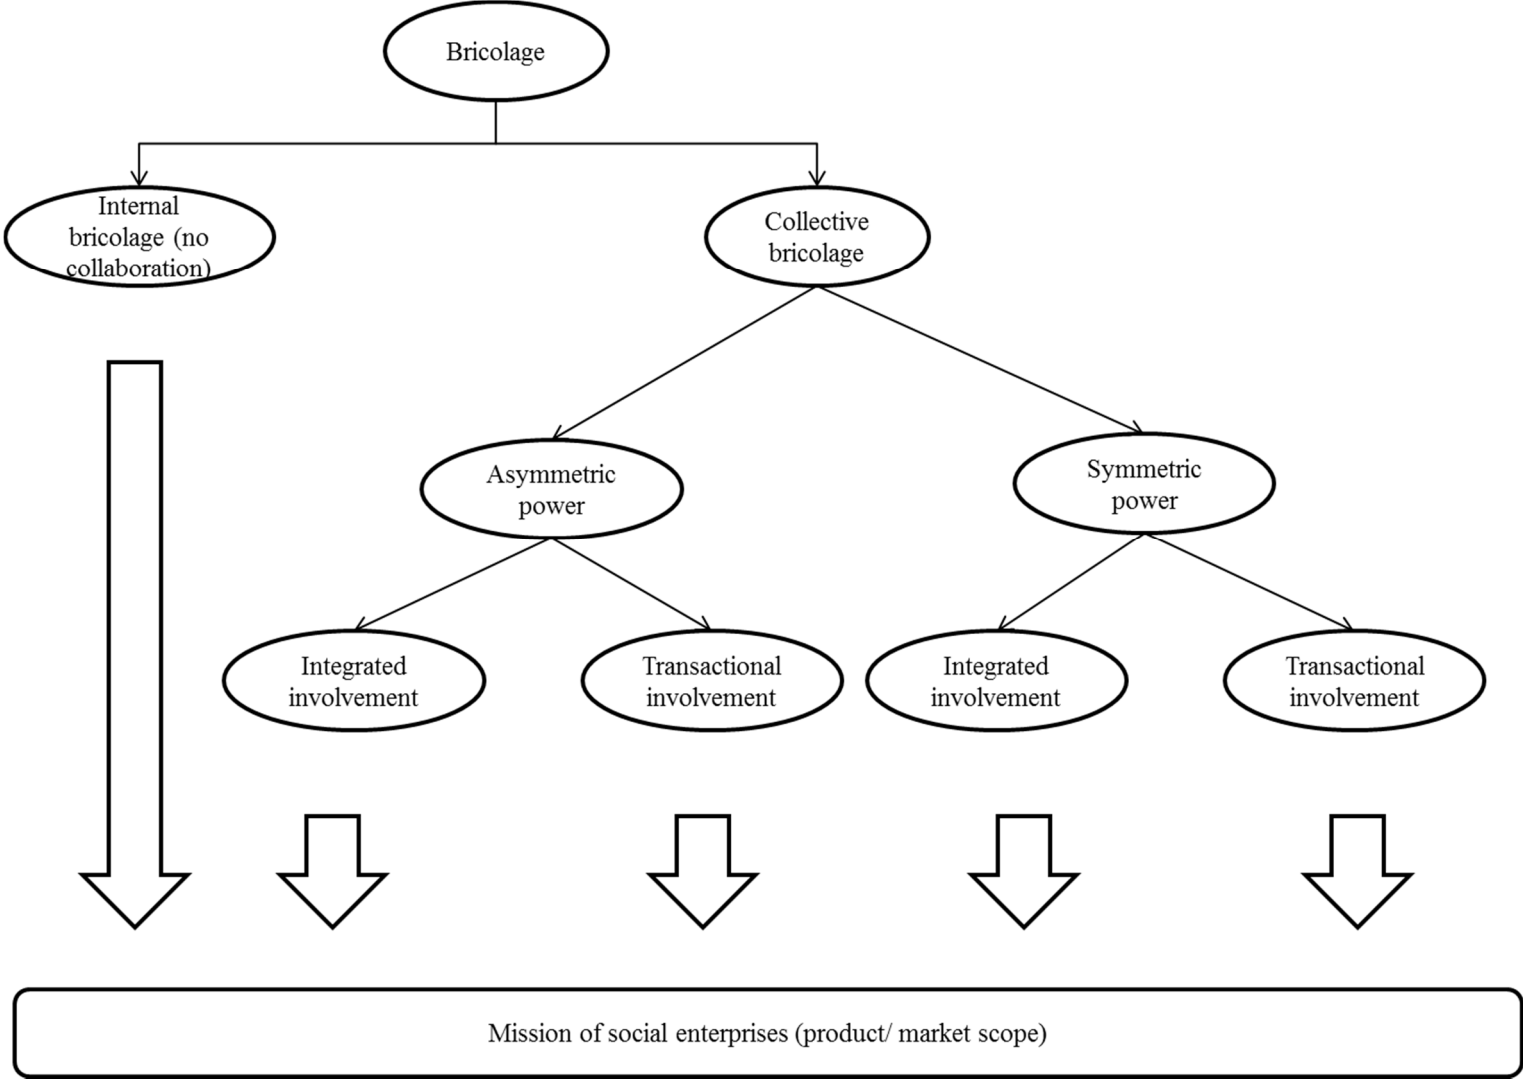 Bricolage
Internal
bricolage (no
collaboration)
Collective
bricolage
Asymmetric
power
Symmetric
power
Integrated
involvement
Transactional
involvement
Integrated
involvement
Transactional
involvement
Mission of social enterprises (product/ market scope)